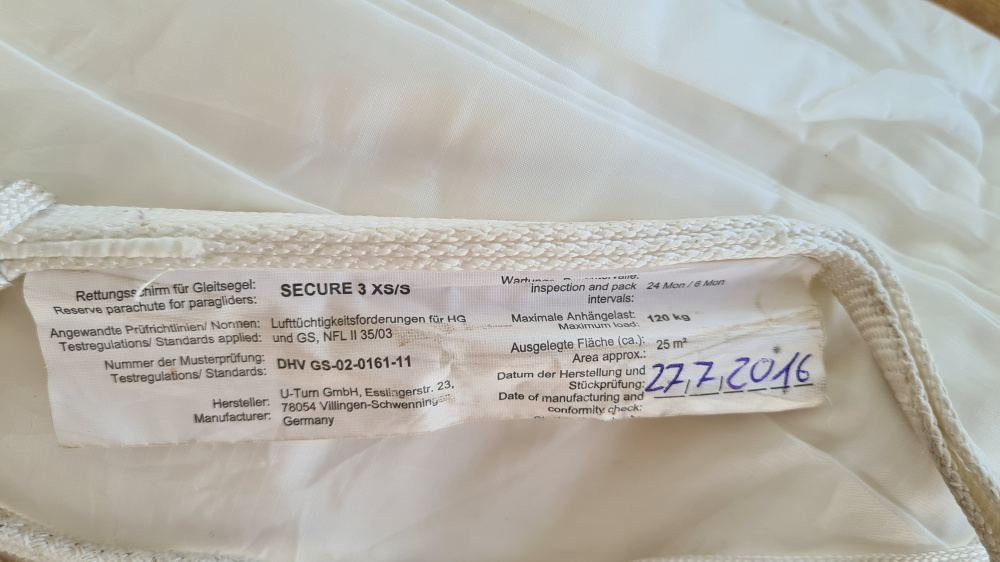 Rettungsschirm für Gleitsegel:
Reserve parachute for paragliders:
SECURE 3 XS/S
Angewandte Prüfrichtlinien/ Normen:
Testregulations/ Standards applied:
Lufttüchtigkeitsforderungen für HG
und GS, NFL II 35/03
Nummer der Musterprüfung:
Testregulations/ Standards:
DHV GS-02-0161-11
Hersteller:
Manufacturer:
U-Turn GmbH, Esslingerstr. 23,
78054 Villingen-Schwenningen
Germany
inspection and pack
intervals:
24 Mon / 6 Mon
Maximale Anhängelast:
Maximum load:
120 kg
Ausgelegte Fläche (ca.):
Area approx.:
25 m²
Datum der Herstellung und
Stückprüfung:
Date of manufacturing and
conformity check:
27,7,2016